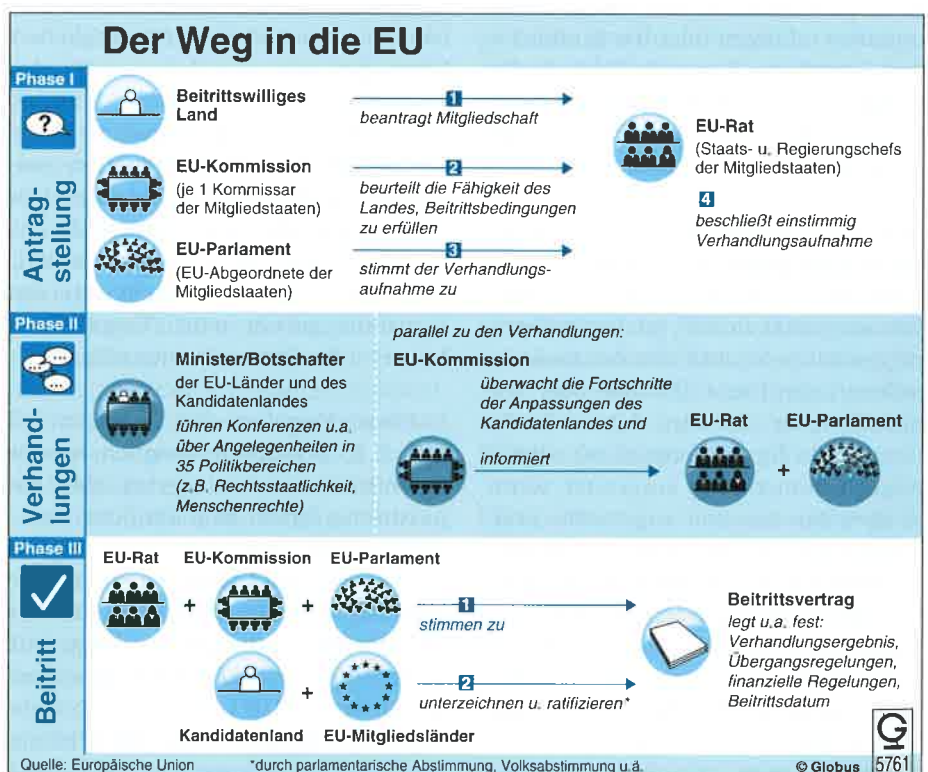 Der Weg in die EU
Phase I
Antrag-
stellung
Beitrittswilliges
Land
1
beantragt Mitgliedschaft
EU-Kommission
(je 1 Kommissar
der Mitgliedstaaten)
2
beurteilt die Fähigkeit des
Landes, Beitrittsbedingungen
zu erfüllen
EU-Parlament
(EU-Abgeordnete der
Mitgliedstaaten)
3
stimmt der Verhandlungs-
aufnahme zu
EU-Rat
(Staats- u. Regierungschefs
der Mitgliedstaaten)
4
beschließt einstimmig
Verhandlungsaufnahme
Phase II
Verhand-
lungen
Minister/Botschafter
der EU-Länder und des
Kandidatenlandes
führen Konferenzen u.a.
über Angelegenheiten in
35 Politikbereichen
(z.B. Rechtsstaatlichkeit,
Menschenrechte)
parallel zu den Verhandlungen:
EU-Kommission
überwacht die Fortschritte
der Anpassungen des
Kandidatenlandes und
informiert
EU-Rat
+
EU-Parlament
Phase III
Beitritt
EU-Rat + EU-Kommission + EU-Parlament
1
stimmen zu
Kandidatenland + EU-Mitgliedsländer
2
unterzeichnen u. ratifizieren*
Beitrittsvertrag
legt u.a. fest:
Verhandlungsergebnis,
Übergangsregelungen,
finanzielle Regelungen,
Beitrittsdatum
Quelle: Europäische Union
*durch parlamentarische Abstimmung, Volksabstimmung u.ä.
© Globus
G
5761